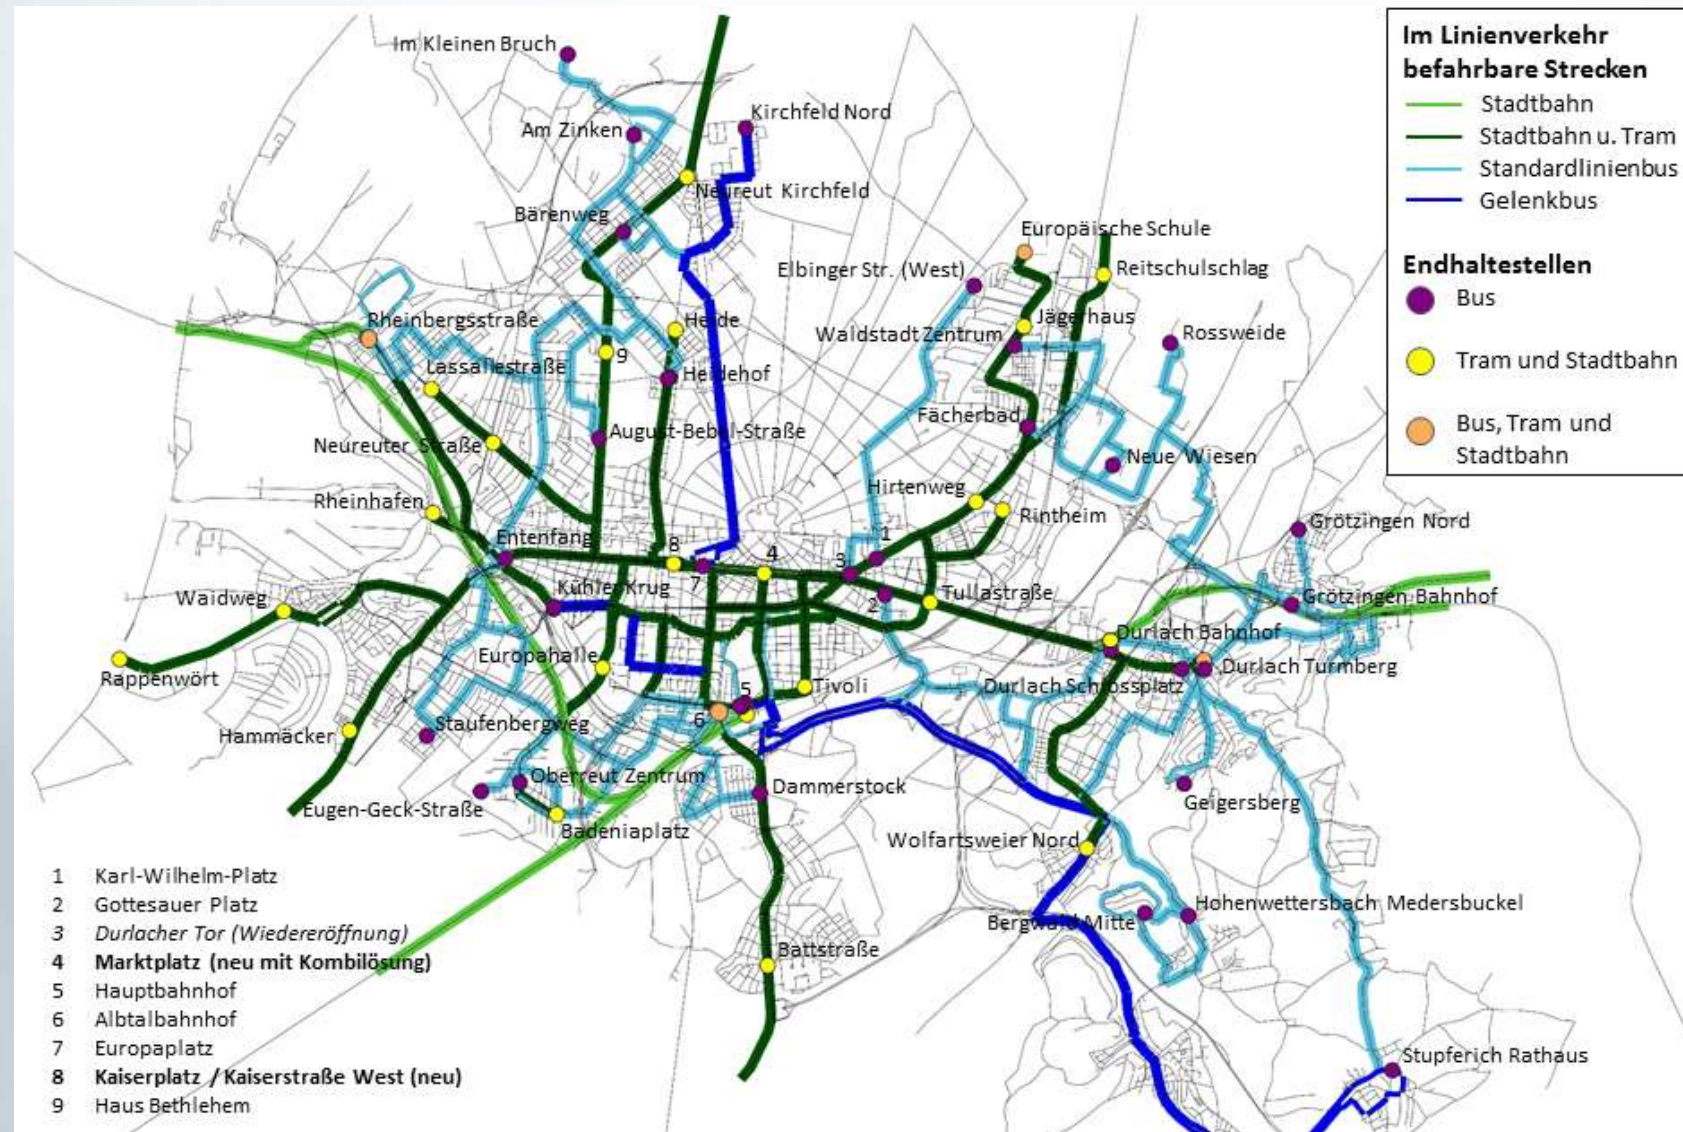 Im Linienverkehr
befahrbare Strecken
Stadtbahn
Stadtbahn u. Tram
Standardlinienbus
Gelenkbus
Endhaltestellen
Bus
Tram und Stadtbahn
Bus, Tram und
Stadtbahn
Im Kleinen Bruch
Kirchfeld Nord
Am Zinken
Neureut Kirchfeld
Bärenweg
Europäische Schule
Elbinger Str. (West)
Reitschulschlag
Rheinbergsstraße
Heide
Jägerhaus
Waldstadt Zentrum
Rossweide
9
Lassallestraße
Heidehof
Fächerbad
August-Bebel-Straße
Neureuter Straße
Neue Wiesen
Hirtenweg
Rheinhafen
Rintheim
Grötzingen Nord
Entenfang
8
4
3
1
7
Kühler Krug
2
Tullastraße
Waidweg
Grötzingen Bahnhof
Durlach Bahnhof
Europahalle
Durlach Turmberg
Rappenwört
5
Tivoli
Durlach Schlossplatz
6
Staufenbergweg
Hammäcker
Oberreut Zentrum
Dammerstock
Eugen-Geck-Straße
Geigersberg
Badeniaplatz
Wolfartsweier Nord
Hohenwettersbach Medersbuckel
Bergwald Mitte
Battstraße
Stupferich Rathaus
1 Karl-Wilhelm-Platz
2 Gottesauer Platz
3 Durlacher Tor (Wiedereröffnung)
4 Marktplatz (neu mit Kombilösung)
5 Hauptbahnhof
6 Albtalbahnhof
7 Europaplatz
8 Kaiserplatz / Kaiserstraße West (neu)
9 Haus Bethlehem